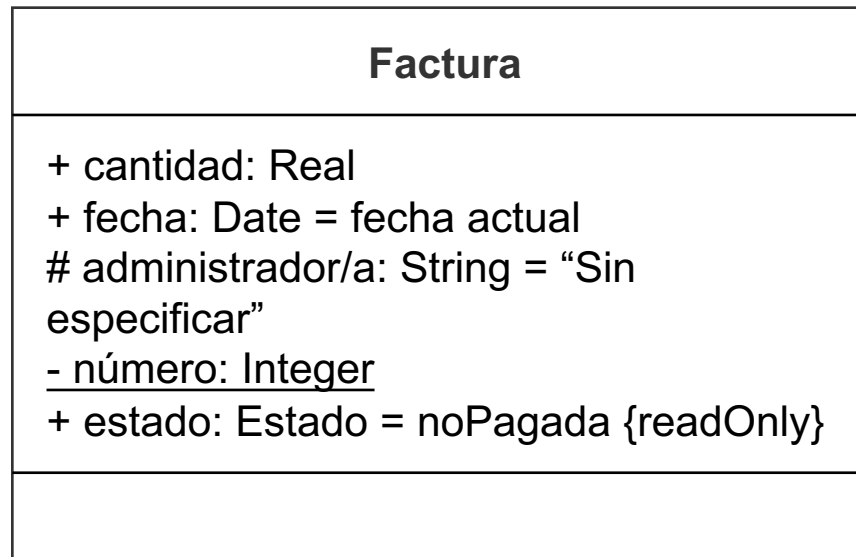 Factura
+ cantidad: Real
+ fecha: Date = fecha actual
# administrador/a: String = “Sin
especificar”
- número: Integer
+ estado: Estado = noPagada {readOnly}